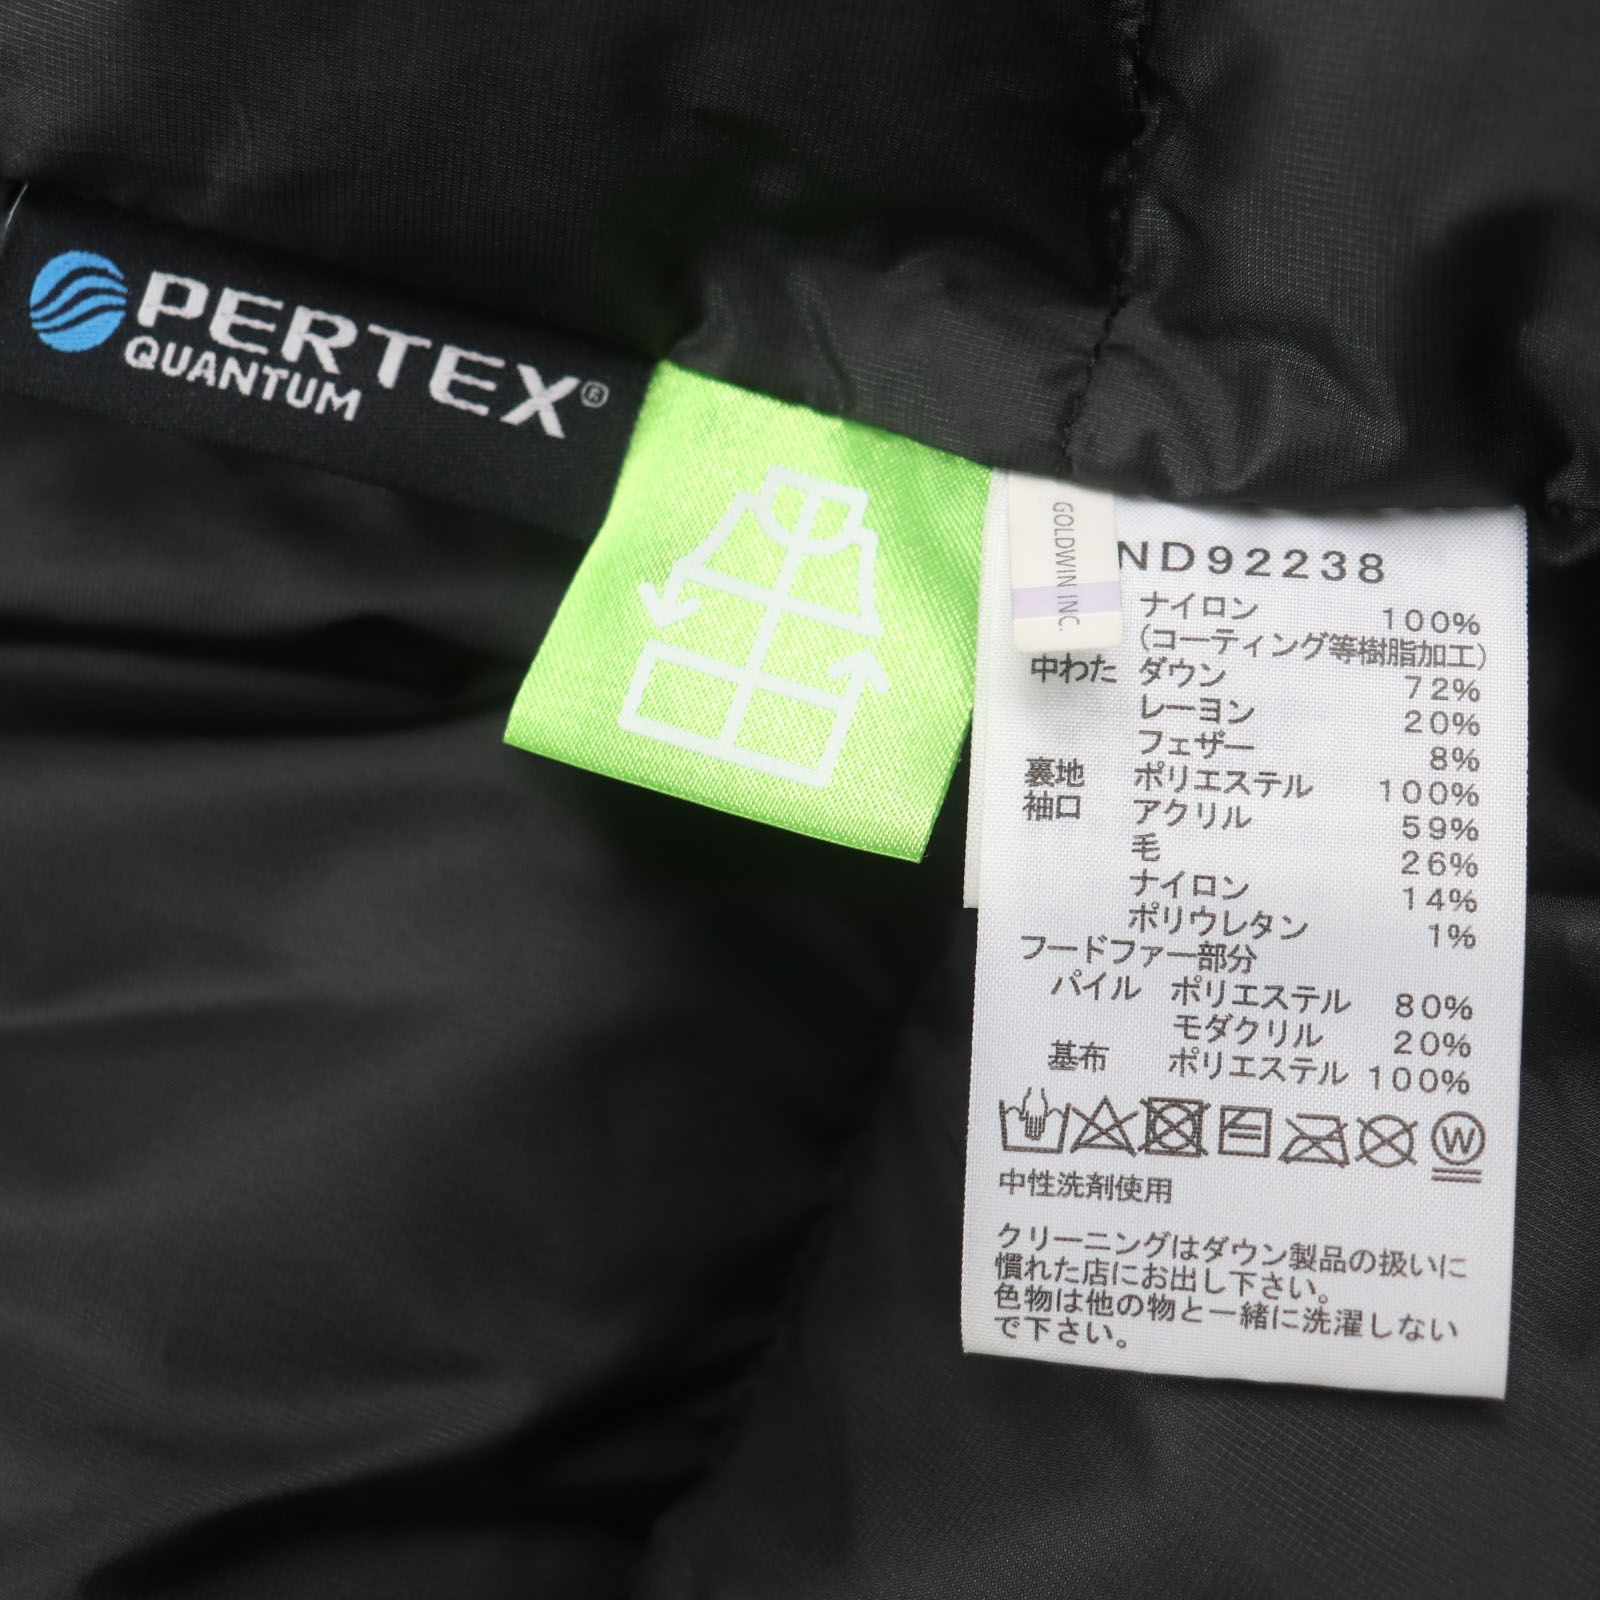 PERTEX®
QUANTUM
GOLDWIN INC.
ND92238
ナイロン 100%
(コーティング等樹脂加工)
中わた ダウン 72%
レーヨン 20%
フェザー 8%
裏地 ポリエステル 100%
袖口 アクリル 59%
毛 26%
ナイロン 14%
ポリウレタン 1%
フードファー部分
パイル ポリエステル 80%
モダクリル 20%
基布 ポリエステル 100%
W
中性洗剤使用
クリーニングはダウン製品の扱いに
慣れた店にお出し下さい。
色物は他の物と一緒に洗濯しない
で下さい。